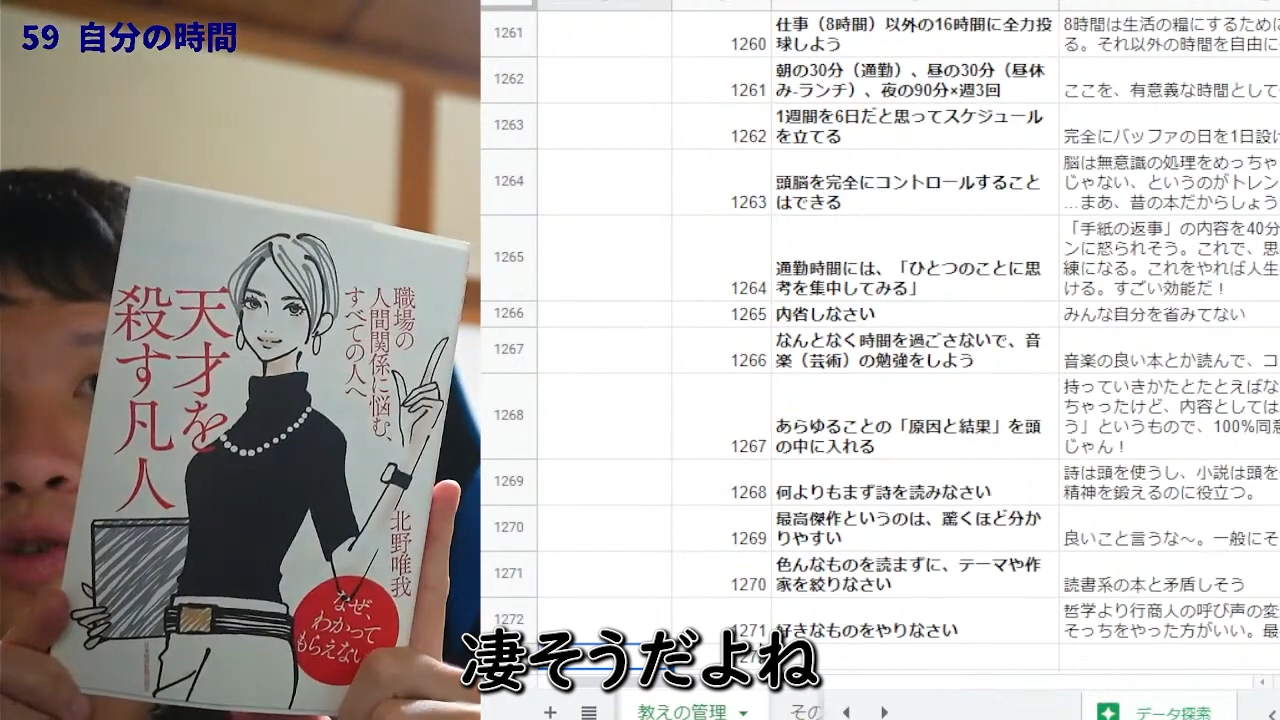 59 自分の時間
職場の
人間関係に悩む、
すべての人へ
天才を
殺す凡人
北野唯我
なぜ、
わかって
もらえない
1261
1260
仕事（8時間）以外の16時間に全力投
球しよう
8時間は生活の糧にするために
る。それ以外の時間を自由に
1262
1261
朝の30分（通勤）、昼の30分（昼休
み-ランチ）、夜の90分×週3回
ここを、有意義な時間として
1263
1262
1週間を6日だと思ってスケジュール
を立てる
完全にバッファの日を1日設け
1264
1263
頭脳を完全にコントロールすること
はできる
脳は無意識の処理をめっちゃ
じゃない、というのがトレン
…まあ、昔の本だからしょう
1265
1264
通勤時間には、「ひとつのことに思
考を集中してみる」
「手紙の返事」の内容を40分
ンに怒られそう。これで、思
練になる。これをやれば人生
ける。すごい効能だ！
1266
1265
内省しなさい
みんな自分を省みてない
1267
1266
なんとなく時間を過ごさないで、音
楽（芸術）の勉強をしよう
音楽の良い本とか読んで、コ
1268
1267
あらゆることの「原因と結果」を頭
の中に入れる
持っていきかたとたとえばな
ちゃったけど、内容としては
う」というもので、100%同意
じゃん！
1269
1268
何よりもまず詩を読みなさい
詩は頭を使うし、小説は頭を
精神を鍛えるのに役立つ。
1270
1269
最高傑作というのは、驚くほど分か
りやすい
良いこと言うな～。一般にそ
1271
1270
色んなものを読まずに、テーマや作
家を絞りなさい
読書系の本と矛盾しそう
1272
1271
好きなものをやりなさい
哲学より行商人の呼び声の変
そっちをやった方がいい。最
凄そうだよね
教えの管理
その
データ探索